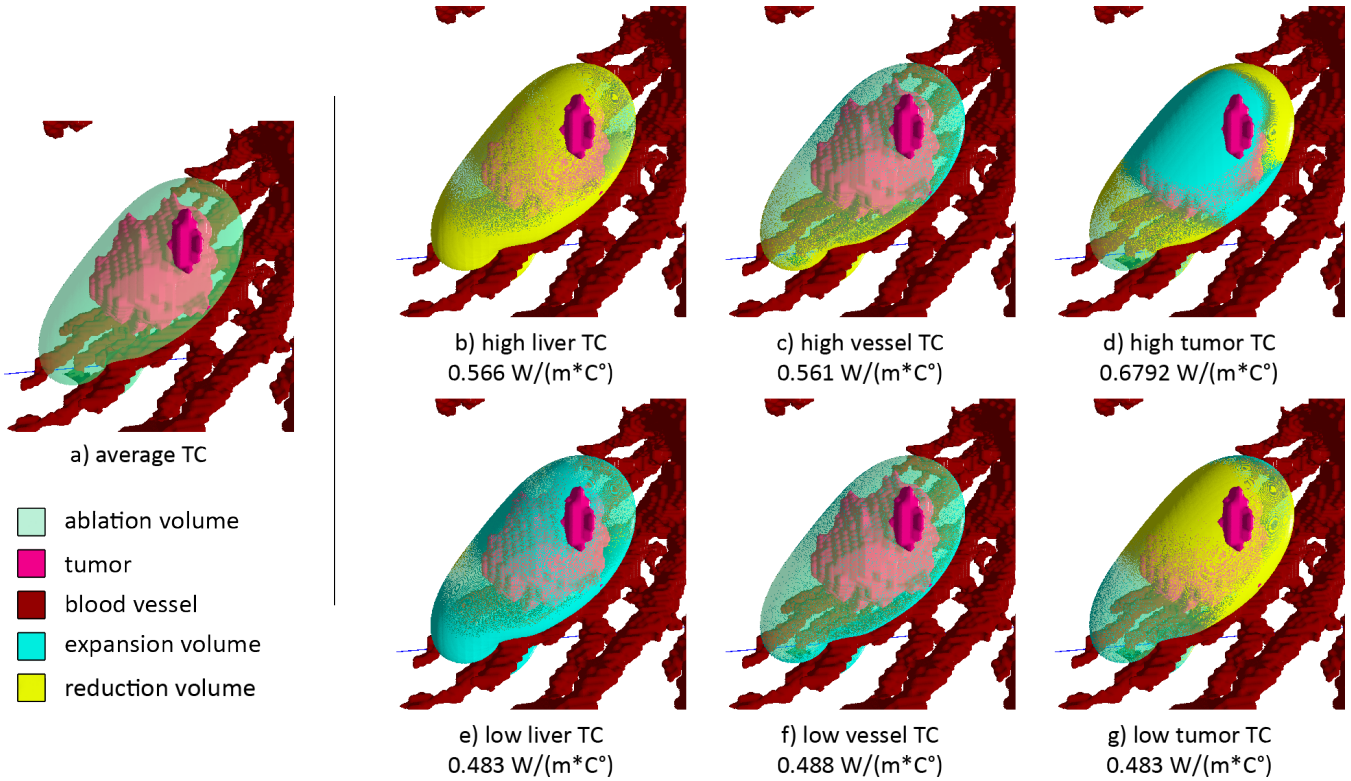 a) average TC
ablation volume
tumor
blood vessel
expansion volume
reduction volume
b) high liver TC
0.566 W/(m*C°)
c) high vessel TC
0.561 W/(m*C°)
d) high tumor TC
0.6792 W/(m*C°)
e) low liver TC
0.483 W/(m*C°)
f) low vessel TC
0.488 W/(m*C°)
g) low tumor TC
0.483 W/(m*C°)